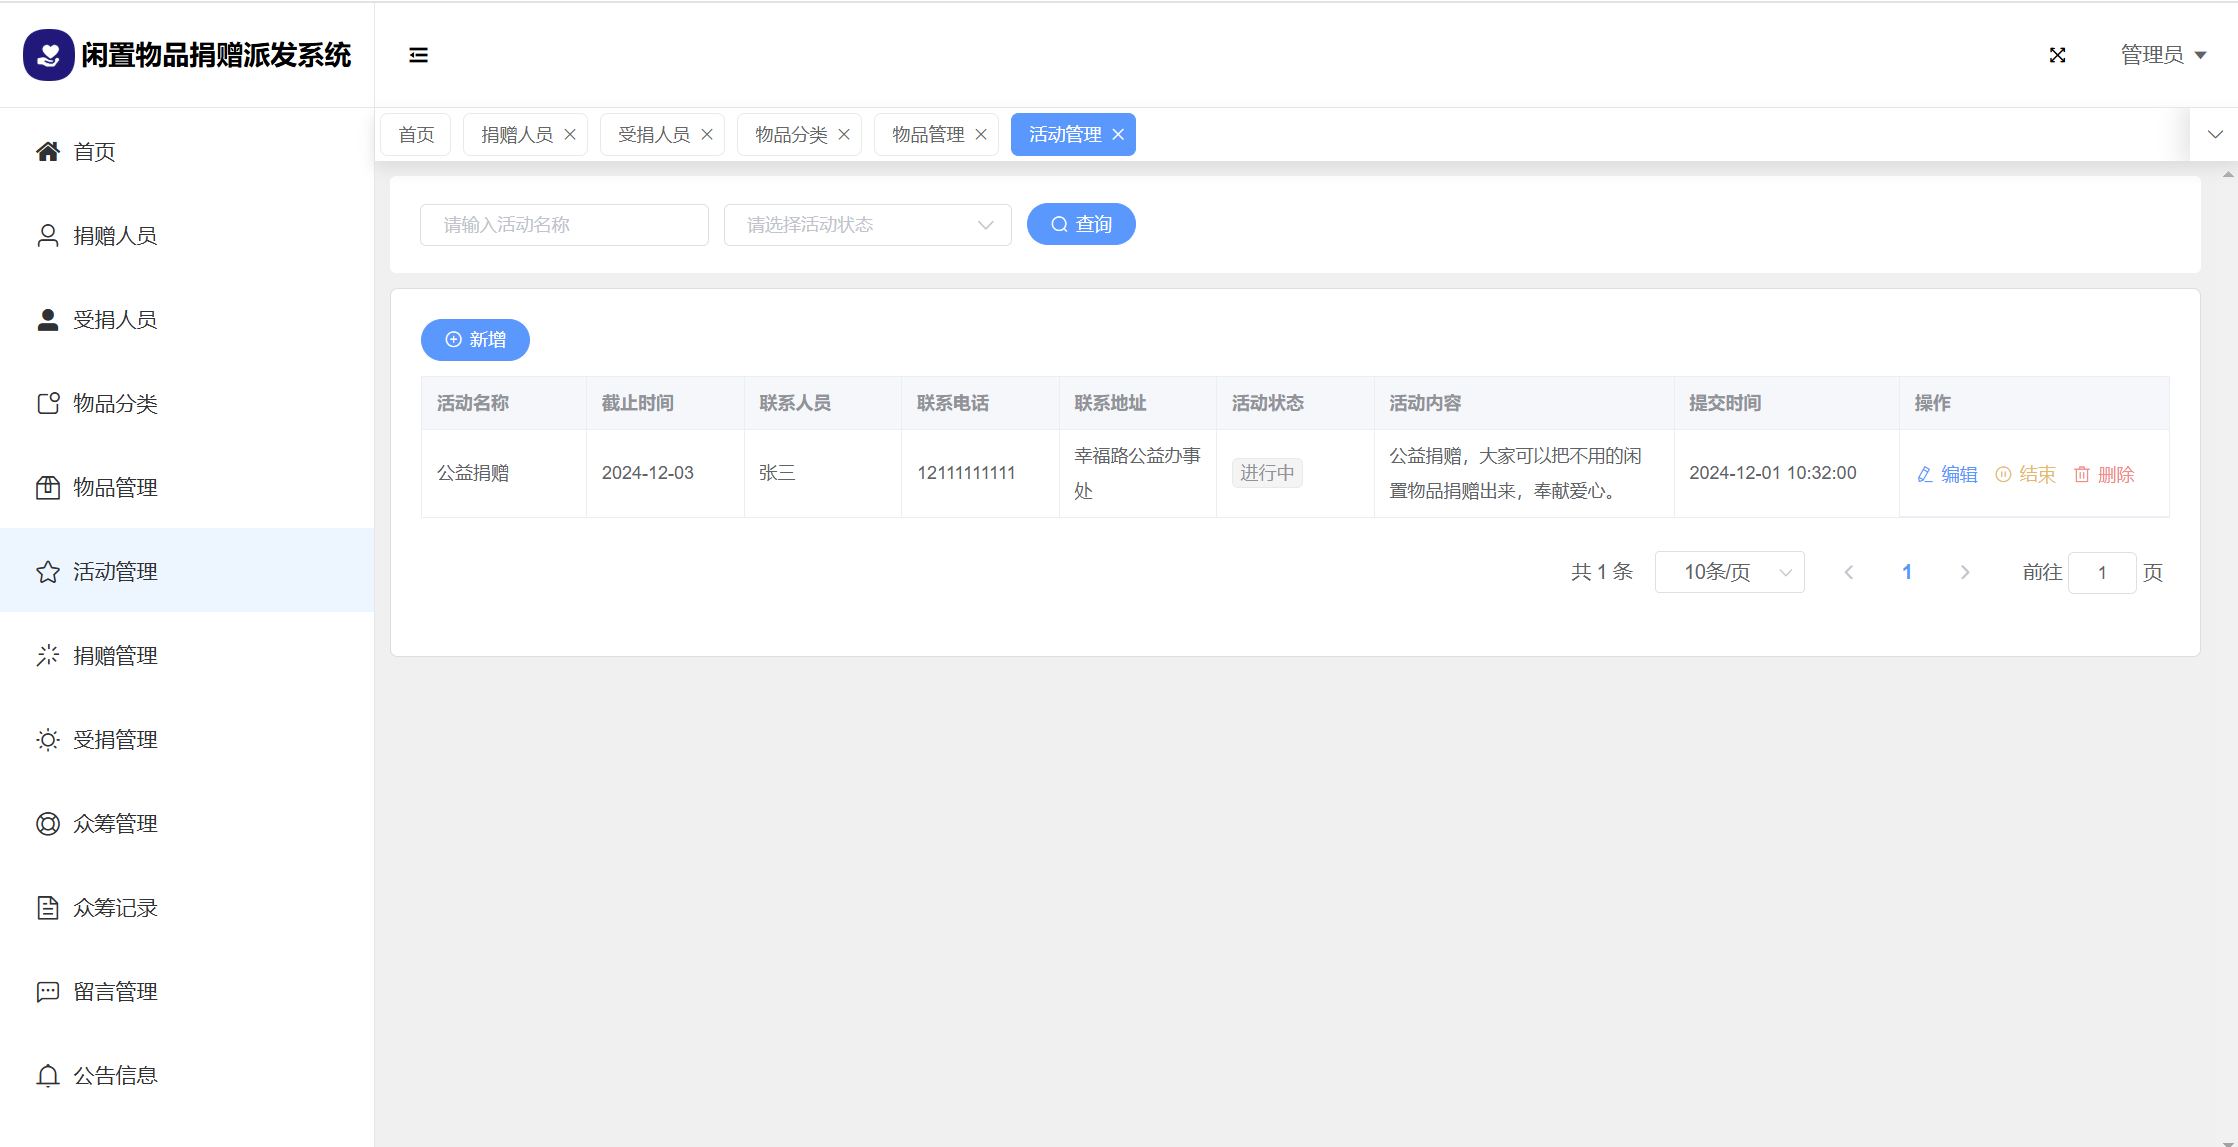 闲置物品捐赠派发系统
管理员
首页
捐赠人员
受捐人员
物品分类
物品管理
活动管理
捐赠管理
受捐管理
众筹管理
众筹记录
留言管理
公告信息
首页 捐赠人员 受捐人员 物品分类 物品管理 活动管理
请输入活动名称 请选择活动状态 查询
新增
活动名称 截止时间 联系人员 联系电话 联系地址 活动状态 活动内容 提交时间 操作
公益捐赠 2024-12-03 张三 12111111111 幸福路公益办事
处 进行中 公益捐赠，大家可以把不用的闲
置物品捐赠出来，奉献爱心。 2024-12-01 10:32:00 编辑 结束 删除
共 1 条 10条/页 1 前往 1 页